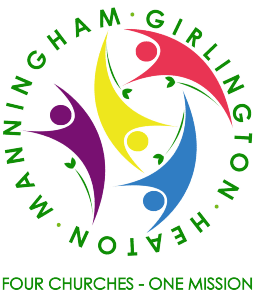 MANNINGHAM · GIRLINGTON · HEATON ·
FOUR CHURCHES - ONE MISSION